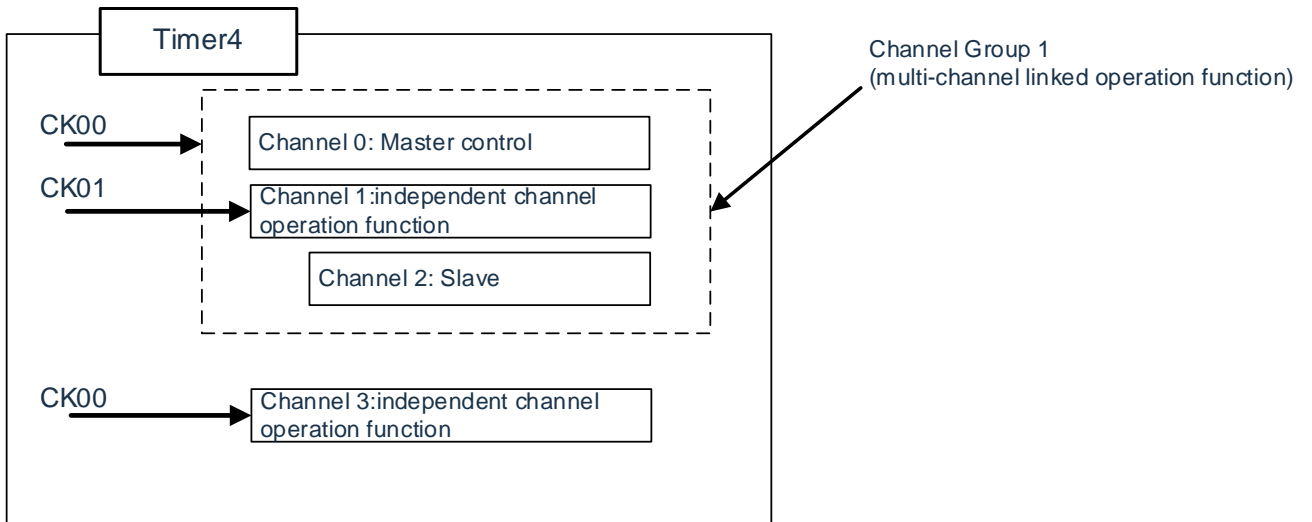 Timer4
Channel Group 1
(multi-channel linked operation function)
CK00
Channel 0: Master control
CK01
Channel 1:independent channel
operation function
Channel 2: Slave
CK00
Channel 3:independent channel
operation function